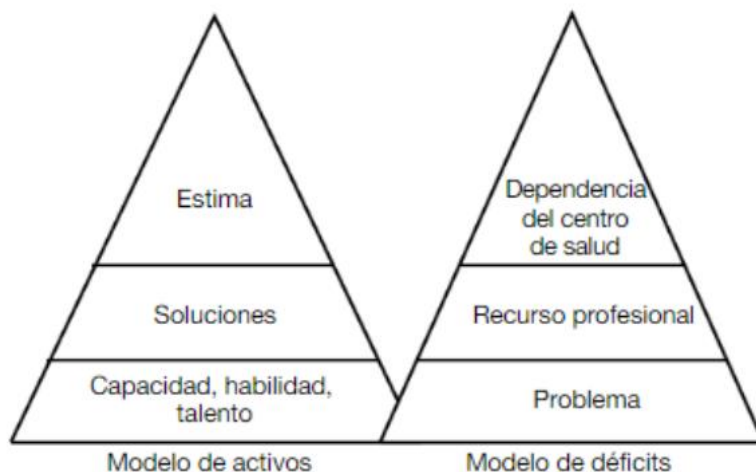 Estima
Soluciones
Capacidad, habilidad,
talento
Modelo de activos
Dependencia
del centro
de salud
Recurso profesional
Problema
Modelo de déficits